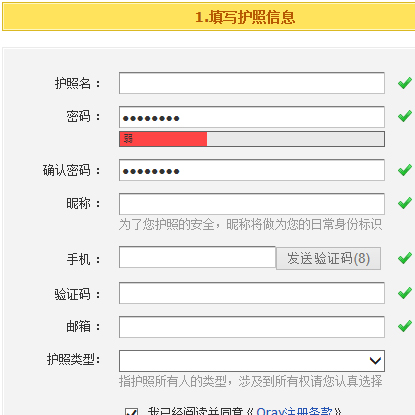 1.填写护照信息
护照名：
密码：
●●●●●●●●
弱
确认密码：
●●●●●●●●
昵称：
为了您护照的安全，昵称将做为您的日常身份标识
手机： 发送验证码(8)
验证码：
邮箱：
护照类型：
指护照所有人的类型，涉及到所有权请您认真选择
我已经阅读并同意《Oray注册条款》